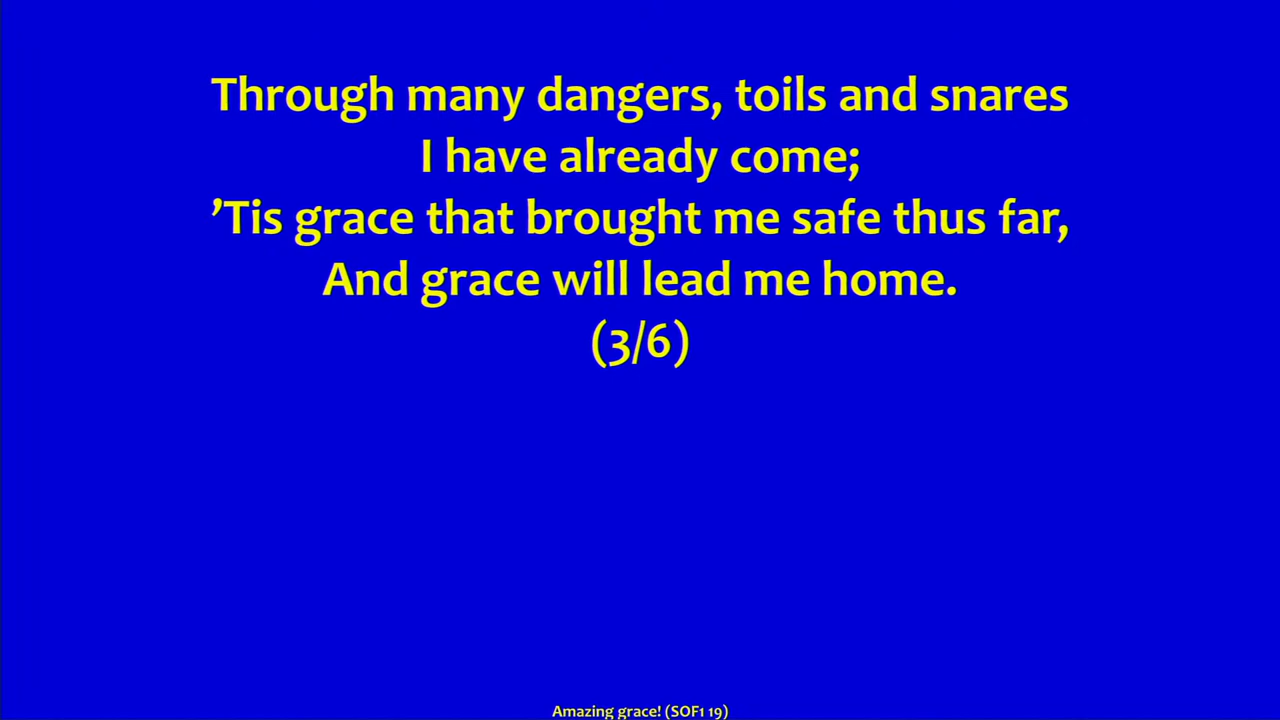 Through many dangers, toils and snares
I have already come;
’Tis grace that brought me safe thus far,
And grace will lead me home.
(3/6)
Amazing grace! (SOF1 19)